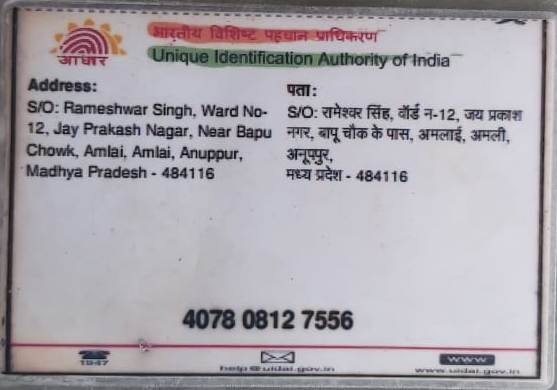 भारतीय विशिष्ट पहचान प्राधिकरण
Unique Identification Authority of India
आधार
Address:
S/O: Rameshwar Singh, Ward No-
12, Jay Prakash Nagar, Near Bapu
Chowk, Amlai, Amlai, Anuppur,
Madhya Pradesh - 484116
पता:
S/O: रामेश्वर सिंह, वॉर्ड न-12, जय प्रकाश
नगर, बापू चौक के पास, अमलाई, अमली,
अनूपपुर,
मध्य प्रदेश - 484116
4078 0812 7556
1947
help@uidai.gov.in
WWW
www.uidai.gov.in